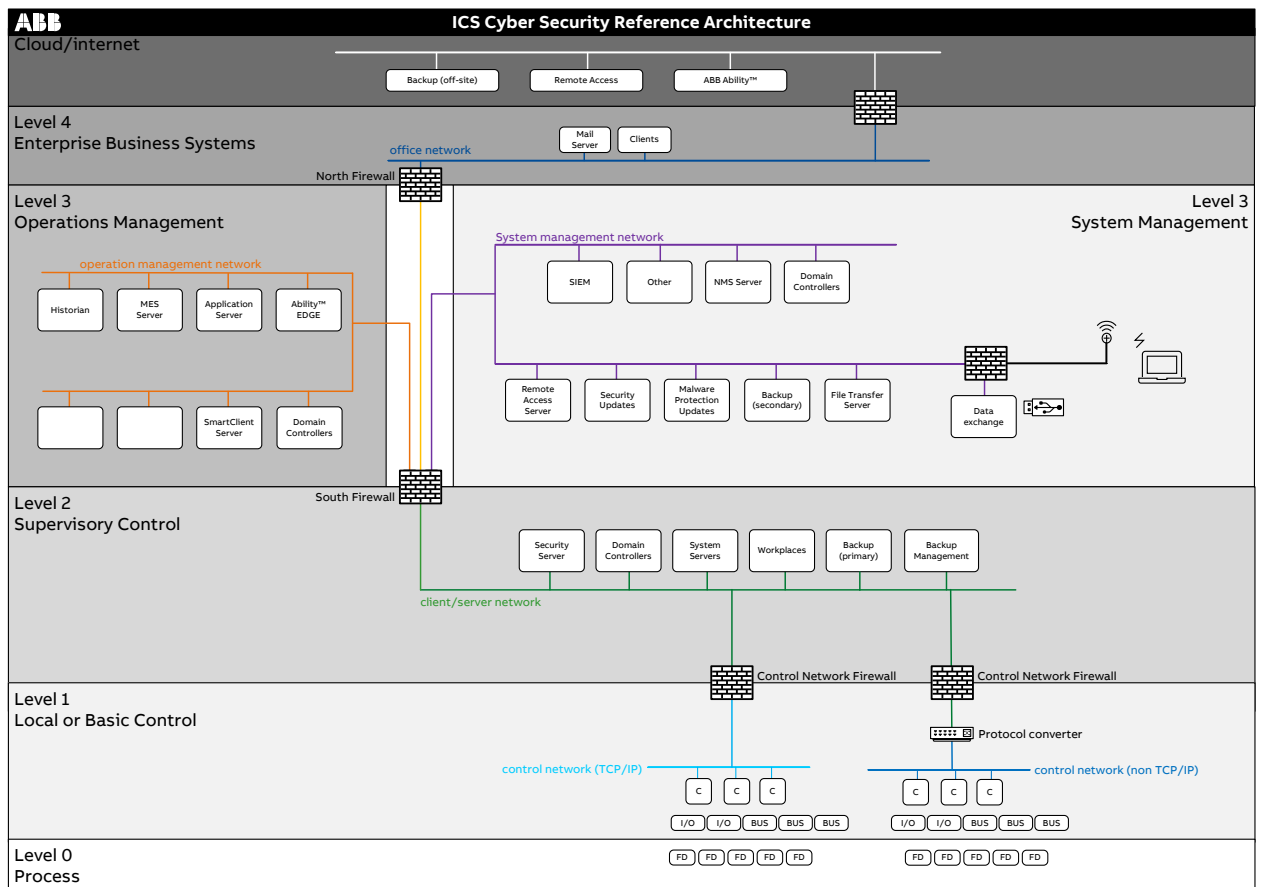 ABB
ICS Cyber Security Reference Architecture
Cloud/internet
Backup (off-site)
Remote Access
ABB Ability™
Level 4
Enterprise Business Systems
Mail
Server
Clients
office network
North Firewall
Level 3
Operations Management
Level 3
System Management
operation management network
Historian
MES
Server
Application
Server
Ability™
EDGE
SmartClient
Server
Domain
Controllers
System management network
SIEM
Other
NMS Server
Domain
Controllers
Remote
Access
Server
Security
Updates
Malware
Protection
Updates
Backup
(secondary)
File Transfer
Server
Data
exchange
South Firewall
Level 2
Supervisory Control
Security
Server
Domain
Controllers
System
Servers
Workplaces
Backup
(primary)
Backup
Management
client/server network
Control Network Firewall
Control Network Firewall
Level 1
Local or Basic Control
Protocol converter
control network (TCP/IP)
control network (non TCP/IP)
C C C
C C C
I/O I/O BUS BUS BUS
I/O I/O BUS BUS BUS
Level 0
Process
FD FD FD FD FD
FD FD FD FD FD